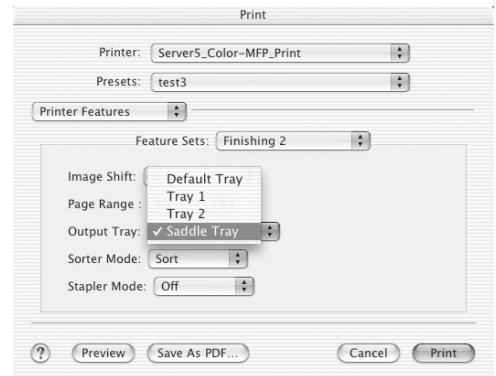 Print
Printer: Server5_Color-MFP_Print
Presets: test3
Printer Features
Feature Sets: Finishing 2
Image Shift:
Default Tray
Tray 1
Page Range :
Tray 2
Output Tray: ✓ Saddle Tray
Sorter Mode: Sort
Stapler Mode: Off
? Preview Save As PDF... Cancel Print